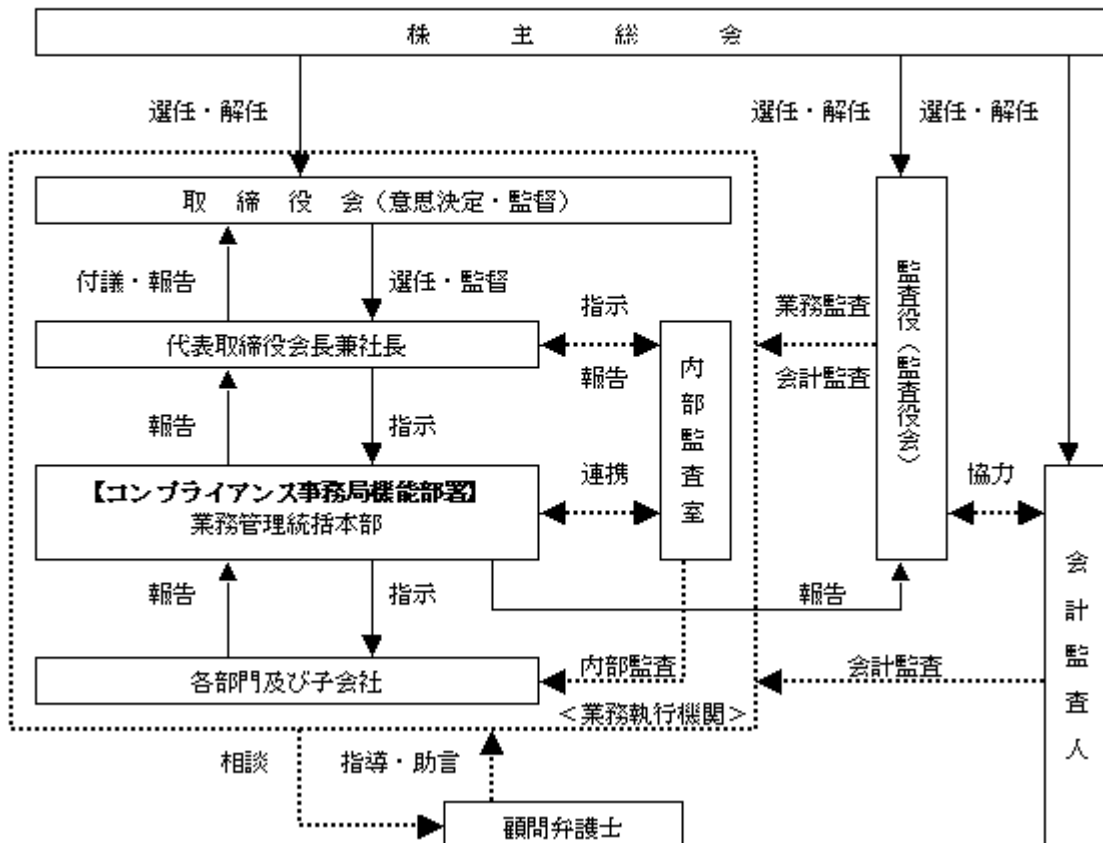 株主総会
選任・解任
選任・解任
選任・解任
取締役会（意思決定・監督）
付議・報告
選任・監督
代表取締役会長兼社長
指示
報告
内部監査室
業務監査
会計監査
監査役（監査役会）
報告
指示
【コンプライアンス事務局機能部署】
業務管理統括本部
連携
協力
会計監査人
報告
指示
報告
各部門及び子会社
内部監査
会計監査
＜業務執行機関＞
相談
指導・助言
顧問弁護士